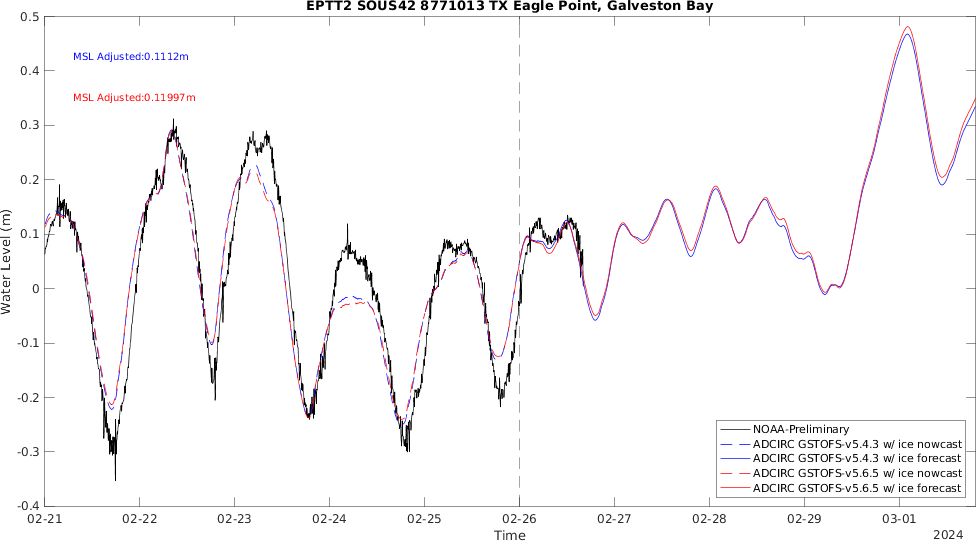 EPTT2 SOUS42 8771013 TX Eagle Point, Galveston Bay
0.5
MSL Adjusted:0.1112m
0.4
MSL Adjusted:0.11997m
0.3
0.2
0.1
Water Level (m)
0
-0.1
-0.2
-0.3
-0.4
NOAA-Preliminary
ADCIRC GSTOFS-v5.4.3 w/ ice nowcast
ADCIRC GSTOFS-v5.4.3 w/ ice forecast
ADCIRC GSTOFS-v5.6.5 w/ ice nowcast
ADCIRC GSTOFS-v5.6.5 w/ ice forecast
02-21 02-22 02-23 02-24 02-25 02-26 02-27 02-28 02-29 03-01
Time
2024